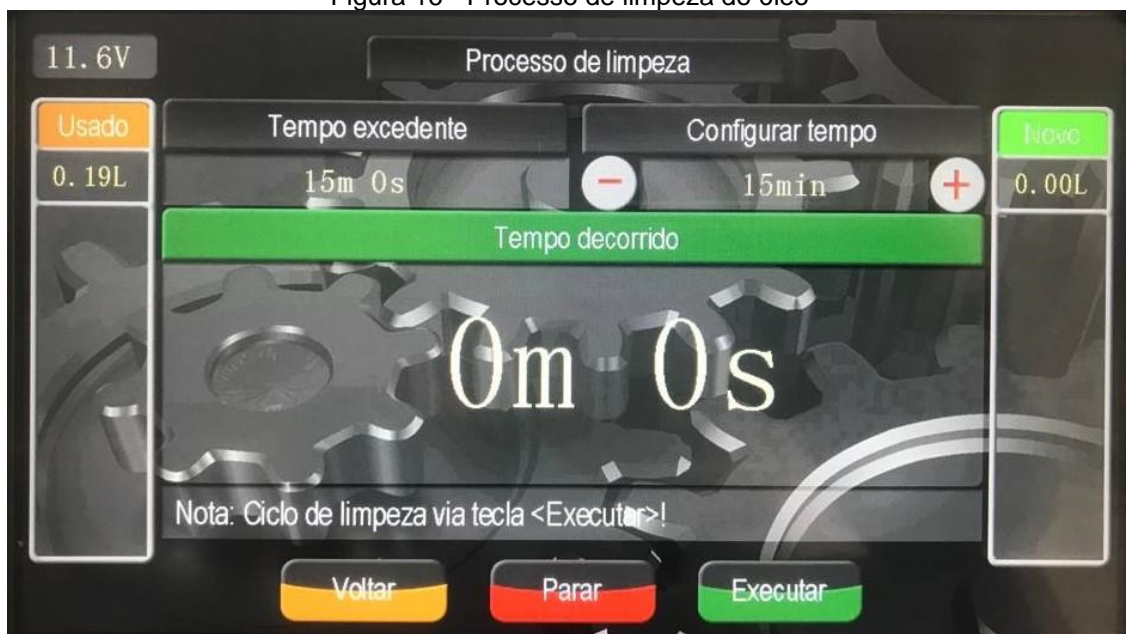 Figura 16 - Processo de limpeza do óleo
11.6V
Processo de limpeza
Usado
Tempo excedente
Configurar tempo
Novo
0.19L
15m 0s
15min
0.00L
Tempo decorrido
0m 0s
Nota: Ciclo de limpeza via tecla <Executar>!
Voltar
Parar
Executar